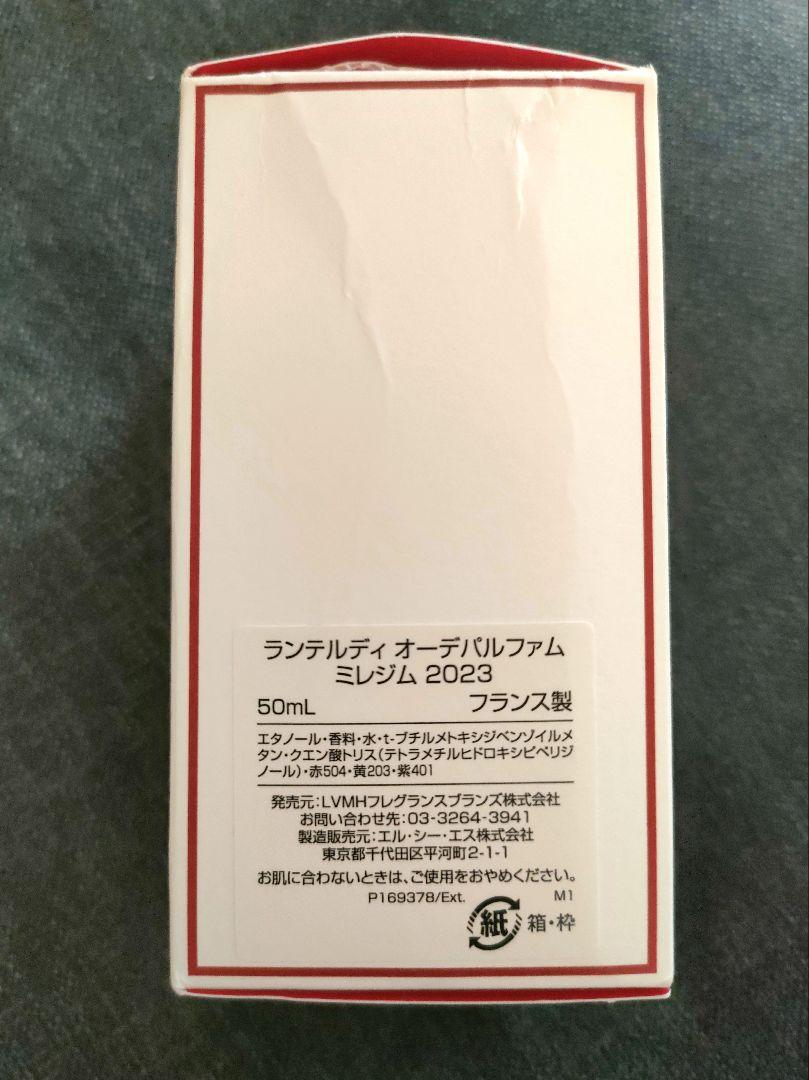 ランテルディ オーデパルファム
ミレジム 2023
50mL フランス製
エタノール・香料・水・t-ブチルメトキシジベンゾイルメ
タン・クエン酸トリス(テトラメチルヒドロキシピペリジ
ノール)・赤504・黄203・紫401
発売元:LVMHフレグランスブランズ株式会社
お問い合わせ先:03-3264-3941
製造販売元:エル・シー・エス株式会社
東京都千代田区平河町2-1-1
お肌に合わないときは、ご使用をおやめください。
P169378/Ext. M1
紙 箱・枠